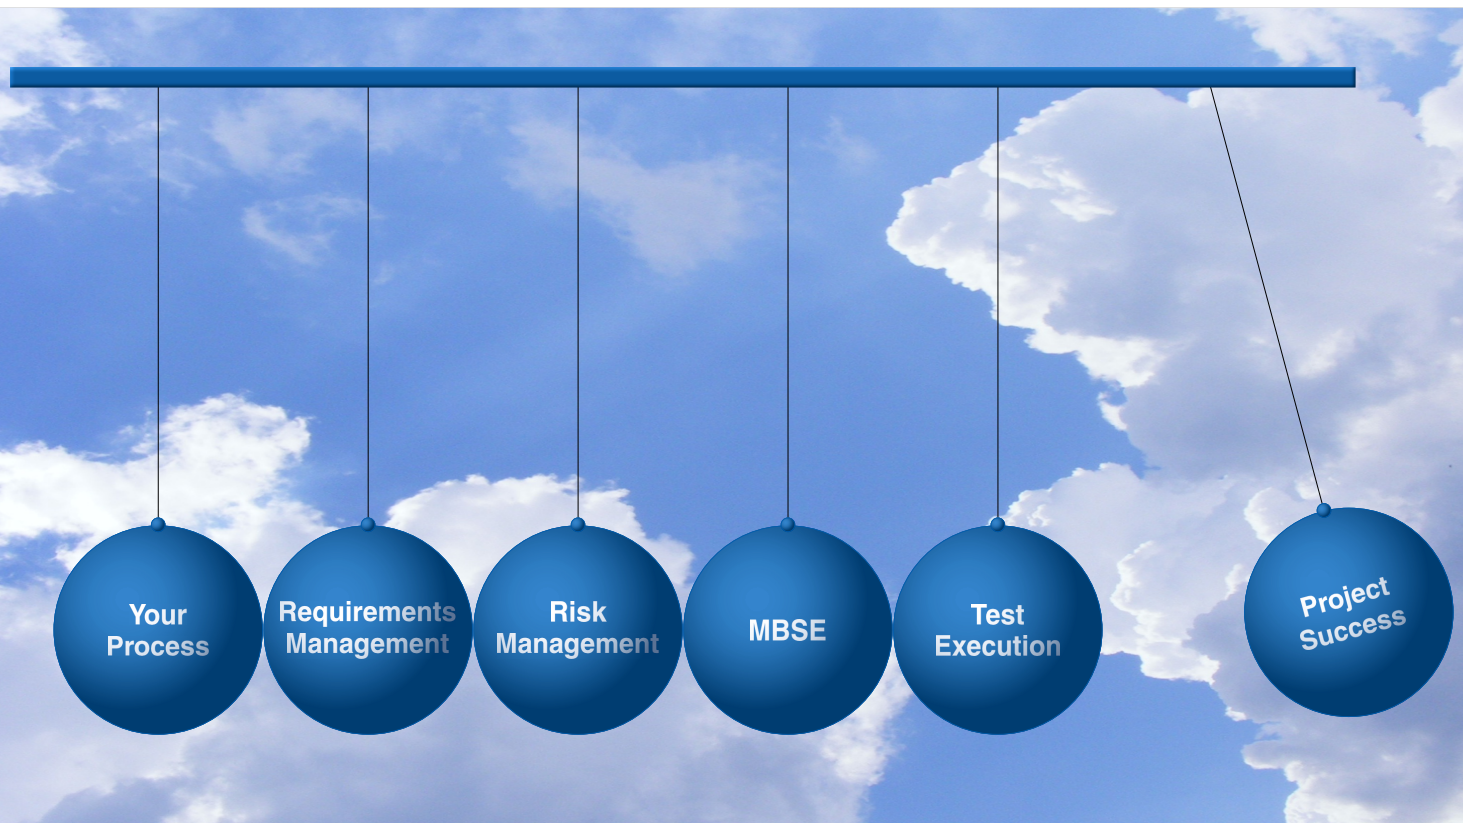 Your
Process
Requirements
Management
Risk
Management
MBSE
Test
Execution
Project
Success